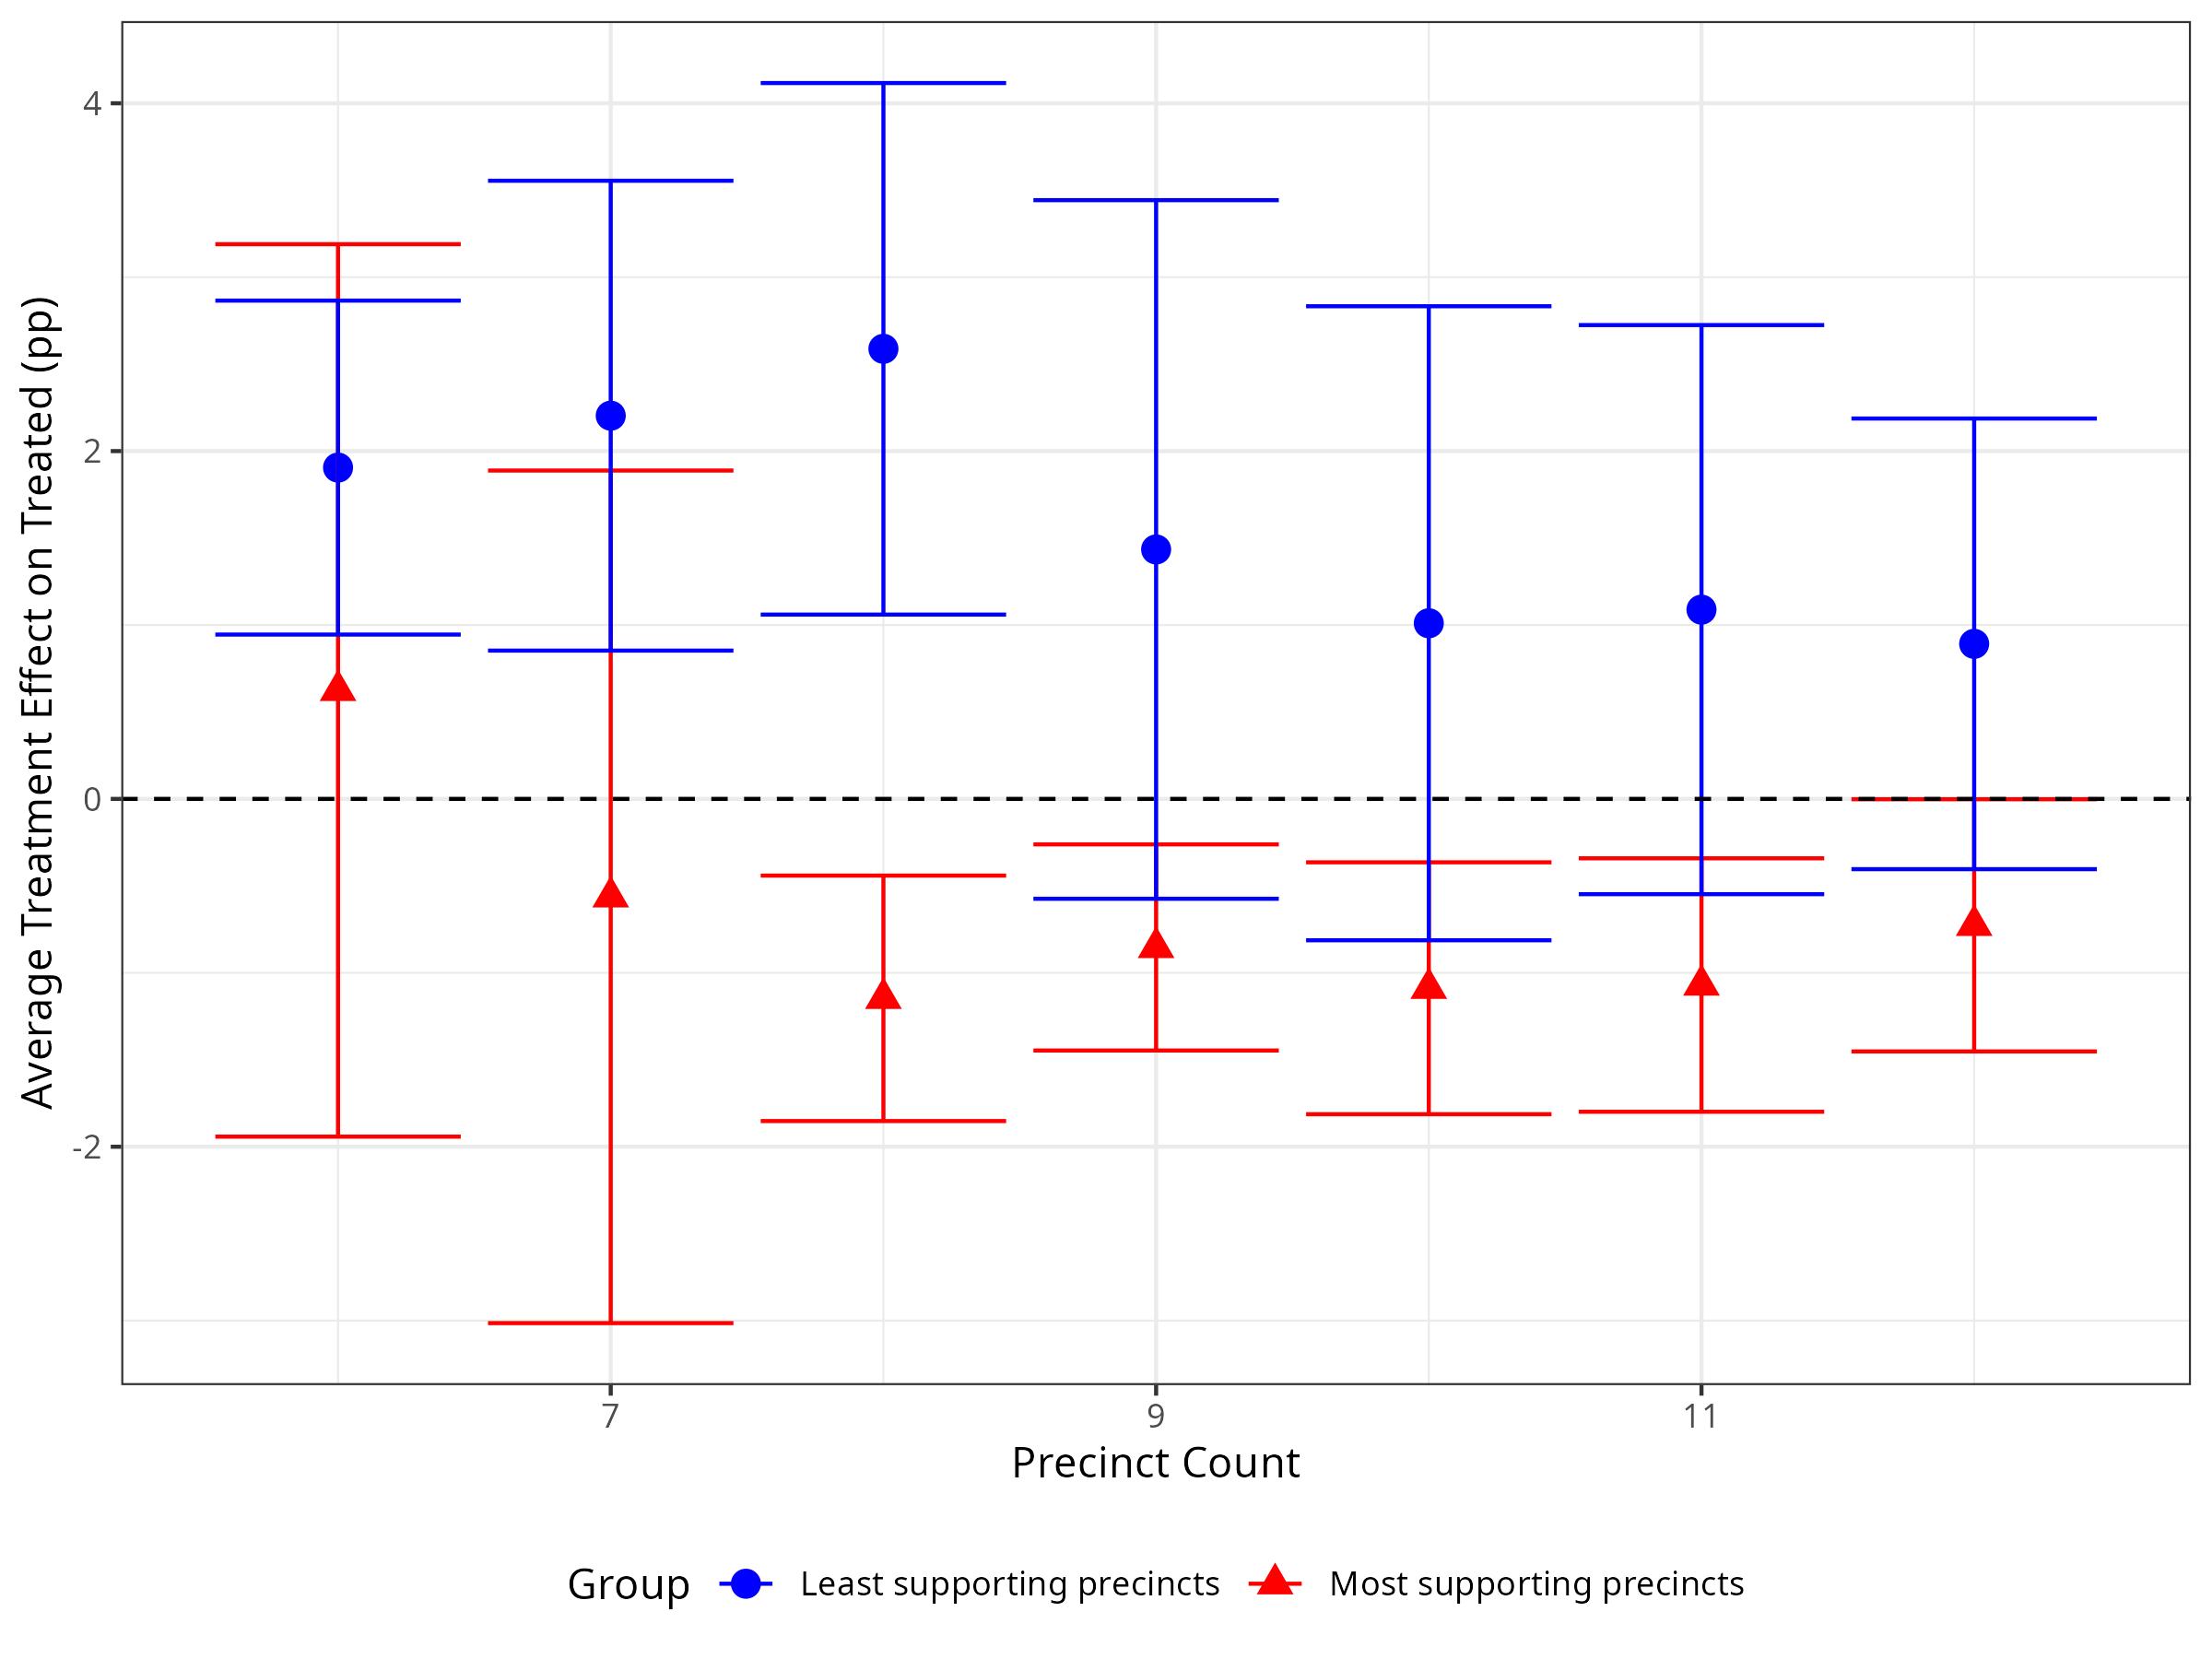 Average Treatment Effect on Treated (pp)
4
2
0
-2
7 9 11
Precinct Count
Group Least supporting precincts Most supporting precincts